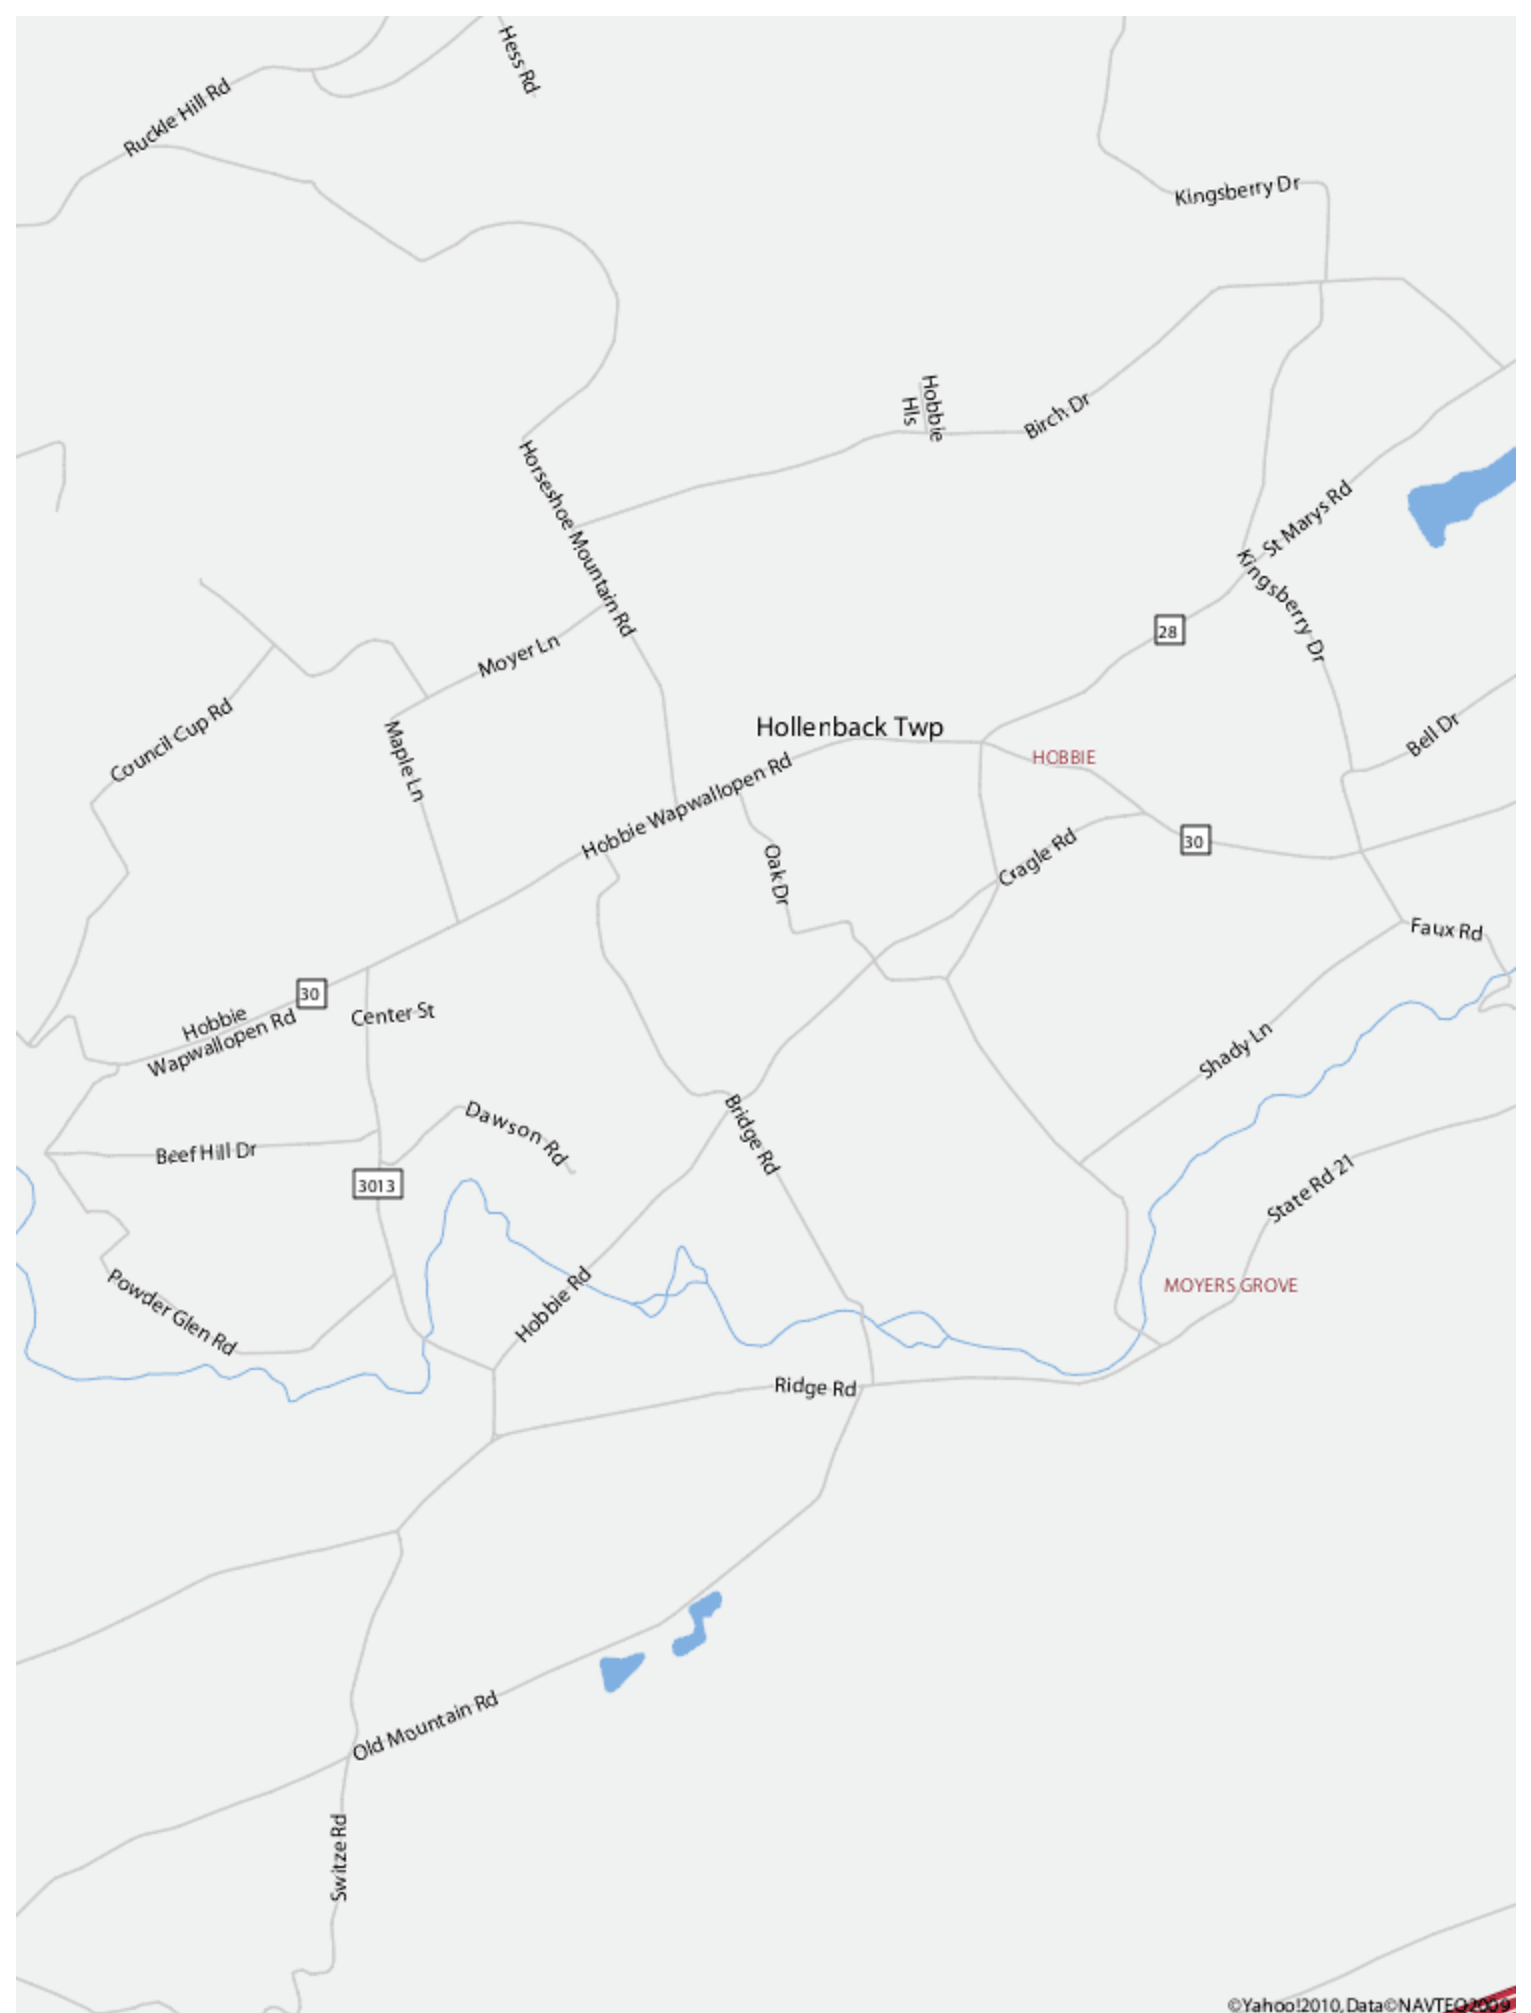 Hess Rd
Ruckle Hill Rd
Kingsberry Dr
Hobbie
Hls
Birch Dr
Horseshoe Mountain Rd
St Marys Rd
Kingsberry Dr
28
Moyer Ln
Council Cup Rd
Maple Ln
Hollenback Twp
HOBBIE
Bell Dr
Hobbie Wapwallopen Rd
30
Cragle Rd
Oak Dr
Faux Rd
30
Hobbie
Wapwallopen Rd
Center St
Shady Ln
Dawson Rd
Bridge Rd
Beef Hill Dr
3013
State Rd 21
MOYERS GROVE
Powder Glen Rd
Hobbie Rd
Ridge Rd
Old Mountain Rd
Switze Rd
©Yahoo!2010, Data©NAVTEQ2009